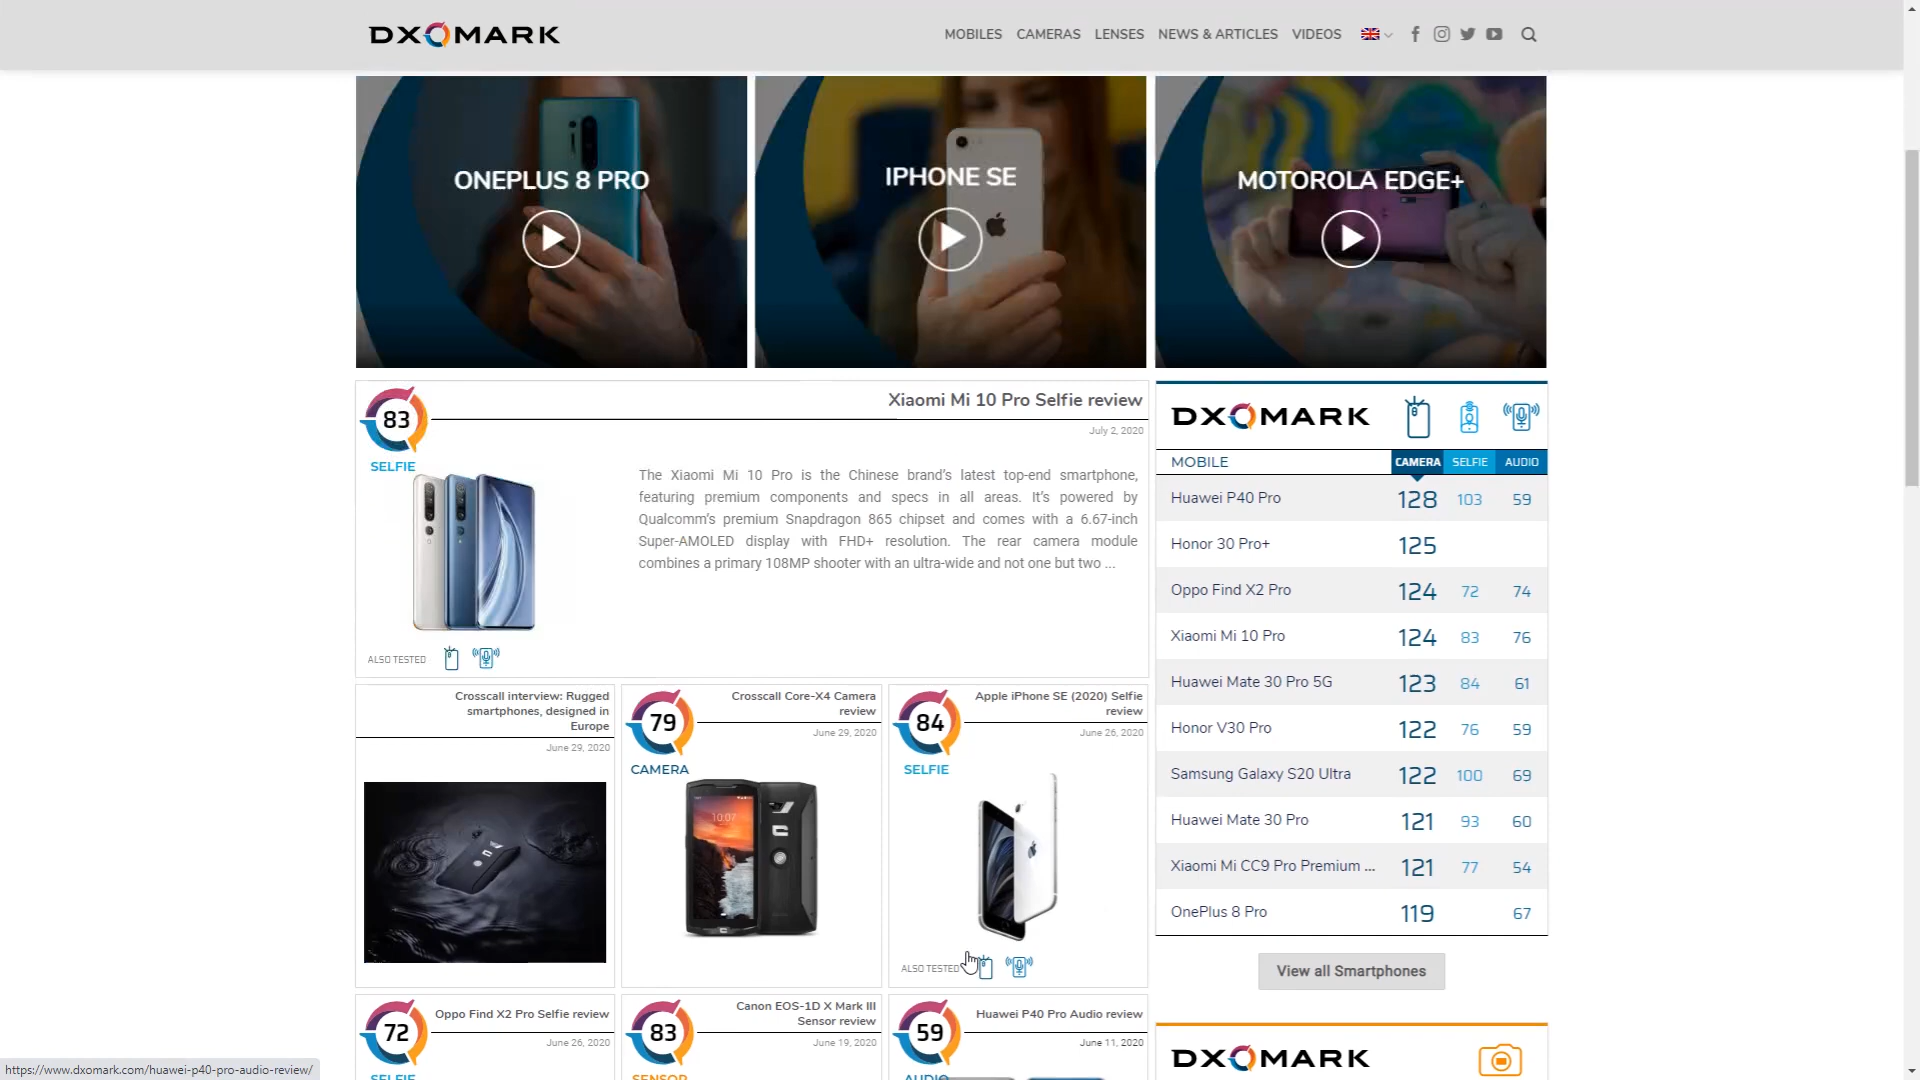 DXOMARK
MOBILES CAMERAS LENSES NEWS & ARTICLES VIDEOS
ONEPLUS 8 PRO
IPHONE SE
MOTOROLA EDGE+
83
SELFIE
Xiaomi Mi 10 Pro Selfie review
July 2, 2020
The Xiaomi Mi 10 Pro is the Chinese brand's latest top-end smartphone,
featuring premium components and specs in all areas. It's powered by
Qualcomm's premium Snapdragon 865 chipset and comes with a 6.67-inch
Super-AMOLED display with FHD+ resolution. The rear camera module
combines a primary 108MP shooter with an ultra-wide and not one but two ...
ALSO TESTED
Crosscall interview: Rugged
smartphones, designed in
Europe
June 29, 2020
79
CAMERA
Crosscall Core-X4 Camera
review
June 29, 2020
10:07
84
SELFIE
Apple iPhone SE (2020) Selfie
review
June 26, 2020
ALSO TESTED
72
SELFIE
Oppo Find X2 Pro Selfie review
June 26, 2020
83
SENSOR
Canon EOS-1D X Mark III
Sensor review
June 19, 2020
59
AUDIO
Huawei P40 Pro Audio review
June 11, 2020
DXOMARK
MOBILE CAMERA SELFIE AUDIO
Huawei P40 Pro 128 103 59
Honor 30 Pro+ 125
Oppo Find X2 Pro 124 72 74
Xiaomi Mi 10 Pro 124 83 76
Huawei Mate 30 Pro 5G 123 84 61
Honor V30 Pro 122 76 59
Samsung Galaxy S20 Ultra 122 100 69
Huawei Mate 30 Pro 121 93 60
Xiaomi Mi CC9 Pro Premium ... 121 77 54
OnePlus 8 Pro 119 67
View all Smartphones
DXOMARK
https://www.dxomark.com/huawei-p40-pro-audio-review/